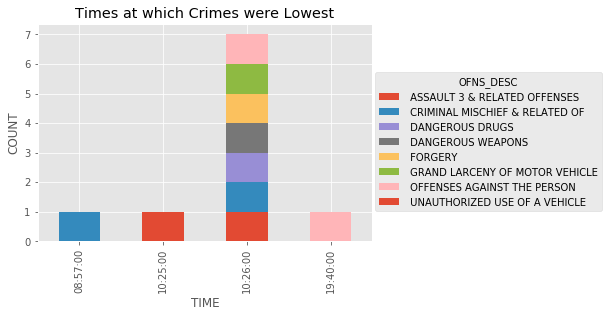 Times at which Crimes were Lowest
7
6
5
4
3
2
1
0
COUNT
08:57:00
10:25:00
10:26:00
19:40:00
TIME
OFNS_DESC
ASSAULT 3 & RELATED OFFENSES
CRIMINAL MISCHIEF & RELATED OF
DANGEROUS DRUGS
DANGEROUS WEAPONS
FORGERY
GRAND LARCENY OF MOTOR VEHICLE
OFFENSES AGAINST THE PERSON
UNAUTHORIZED USE OF A VEHICLE